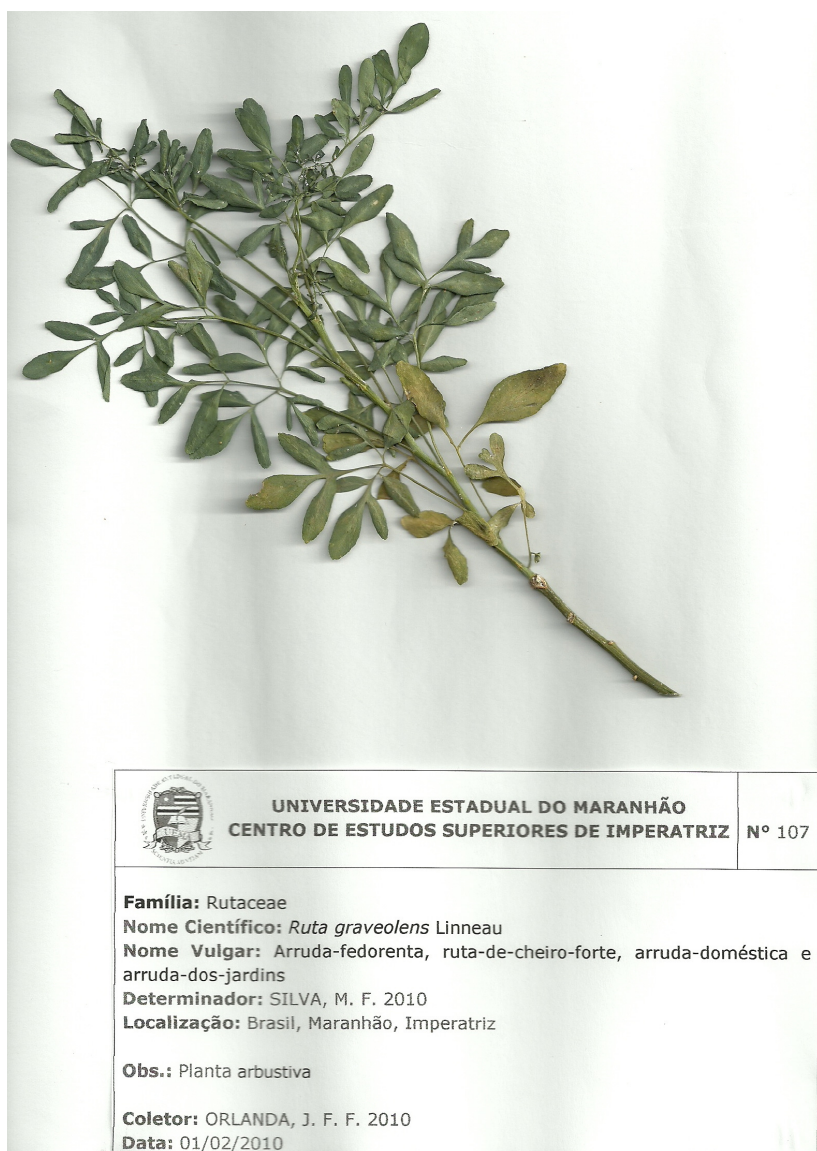 UNIVERSIDADE ESTADUAL DO MARANHÃO
CENTRO DE ESTUDOS SUPERIORES DE IMPERATRIZ
Nº 107
UEMA
Família: Rutaceae
Nome Científico: Ruta graveolens Linneau
Nome Vulgar: Arruda-fedorenta, ruta-de-cheiro-forte, arruda-doméstica e
arruda-dos-jardins
Determinador: SILVA, M. F. 2010
Localização: Brasil, Maranhão, Imperatriz
Obs.: Planta arbustiva
Coletor: ORLANDA, J. F. F. 2010
Data: 01/02/2010